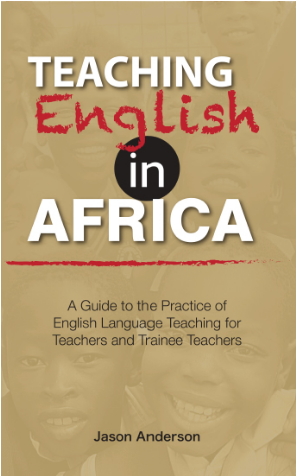 TEACHING
English
in
AFRICA
A Guide to the Practice of
English Language Teaching for
Teachers and Trainee Teachers
Jason Anderson